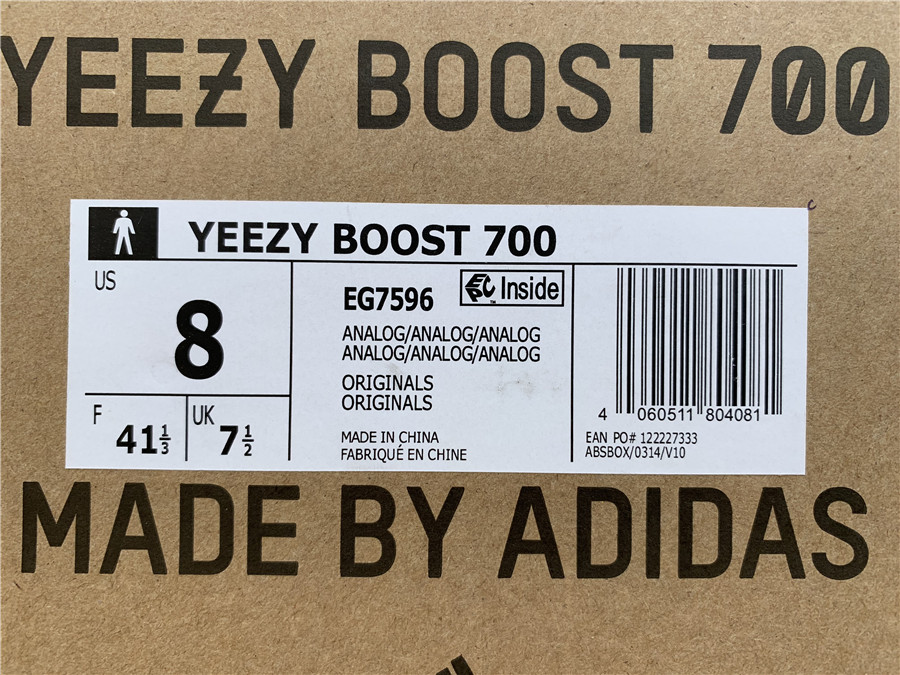 YEEZY BOOST 700
YEEZY BOOST 700
US
8
F 41 1/3
UK 7 1/2
EG7596
EPC Inside
™
ANALOG/ANALOG/ANALOG
ANALOG/ANALOG/ANALOG
ORIGINALS
ORIGINALS
MADE IN CHINA
FABRIQUÉ EN CHINE
4 060511 804081
EAN PO# 122227333
ABSBOX/0314/V10
c
MADE BY ADIDAS